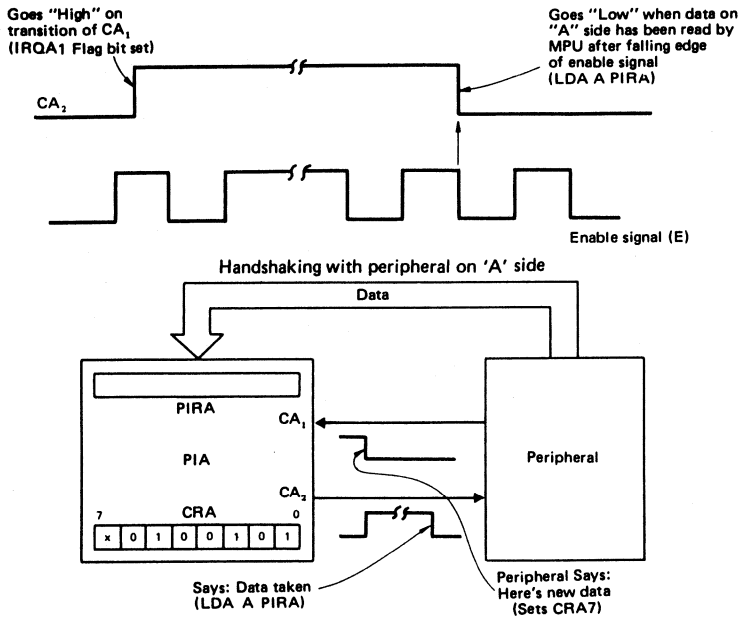 Goes "High" on
transition of CA₁
(IRQA1 Flag bit set)
Goes "Low" when data on
"A" side has been read by
MPU after falling edge
of enable signal
(LDA A PIRA)
CA₂
Enable signal (E)
Handshaking with peripheral on 'A' side
Data
PIRA
CA₁
PIA
Peripheral
CA₂
7 CRA 0
x 0 1 0 0 1 0 1
Says: Data taken
(LDA A PIRA)
Peripheral Says:
Here's new data
(Sets CRA7)